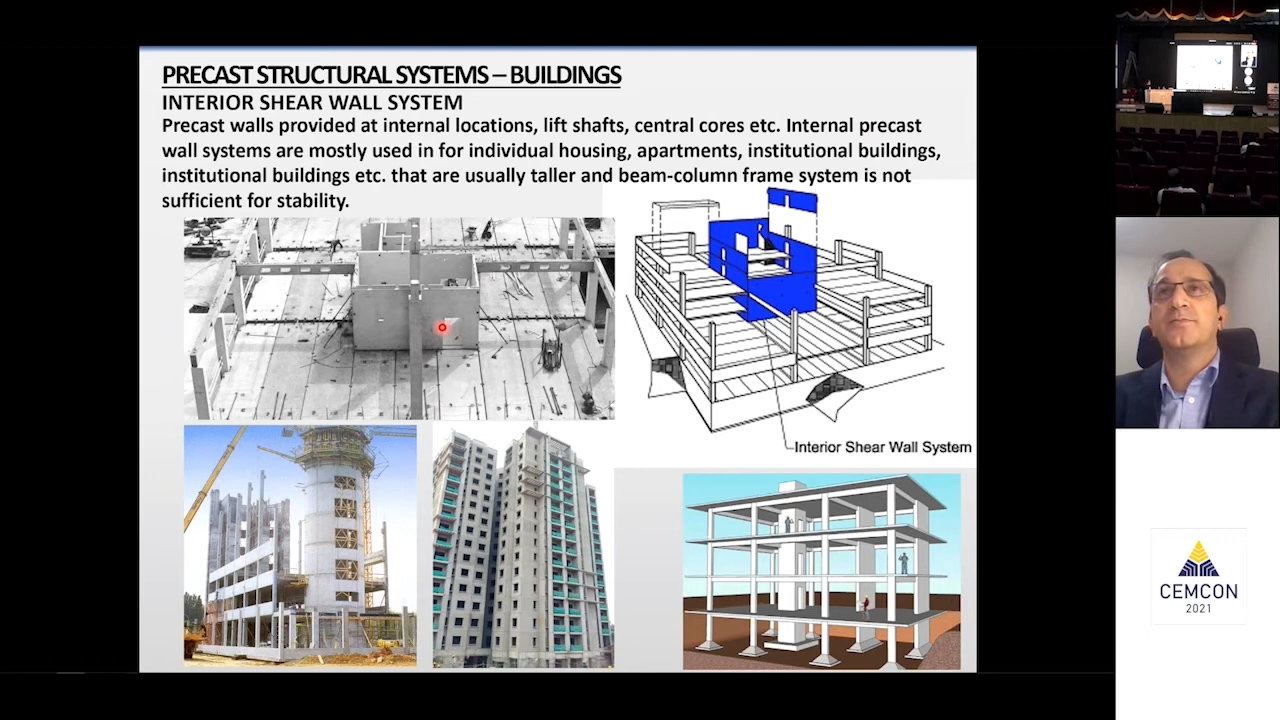 PRECAST STRUCTURAL SYSTEMS – BUILDINGS
INTERIOR SHEAR WALL SYSTEM
Precast walls provided at internal locations, lift shafts, central cores etc. Internal precast
wall systems are mostly used in for individual housing, apartments, institutional buildings,
institutional buildings etc. that are usually taller and beam-column frame system is not
sufficient for stability.
Interior Shear Wall System
CEMCON
2021